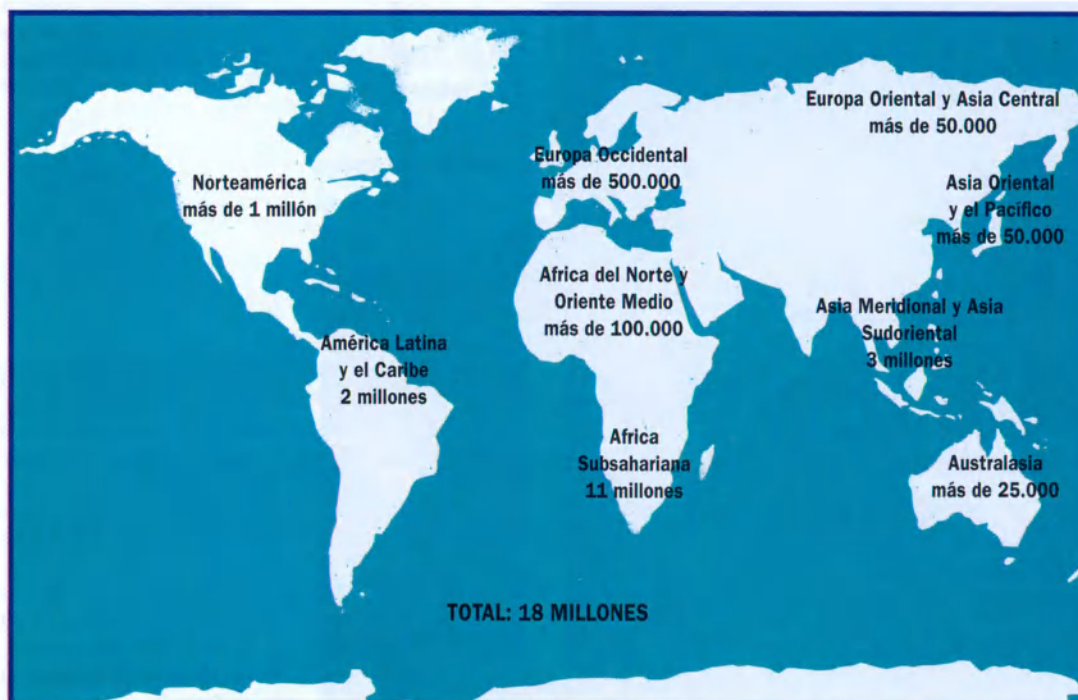 Europa Oriental y Asia Central
más de 50.000
Europa Occidental
más de 500.000
Norteamérica
más de 1 millón
Asia Oriental
y el Pacífico
más de 50.000
Africa del Norte y
Oriente Medio
más de 100.000
Asia Meridional y Asia
Sudoriental
3 millones
América Latina
y el Caribe
2 millones
Africa
Subsahariana
11 millones
Australasia
más de 25.000
TOTAL: 18 MILLONES